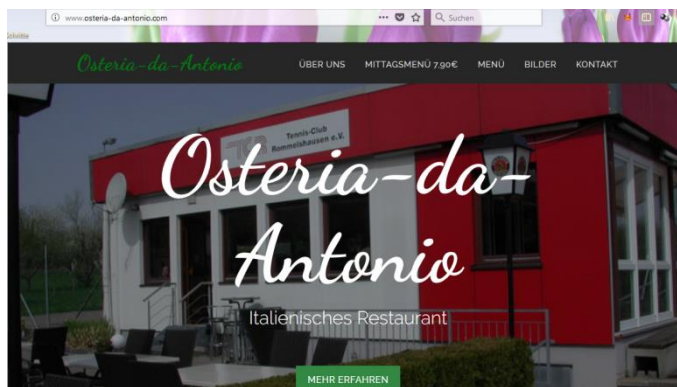 www.osteria-da-antonio.com
Suchen
Osteria-da-Antonio
ÜBER UNS
MITTAGSMENÜ 7,90€
MENÜ
BILDER
KONTAKT
Tennis-Club
Rommelshausen e.V.
Osteria-da-
Antonio
Italienisches Restaurant
MEHR ERFAHREN